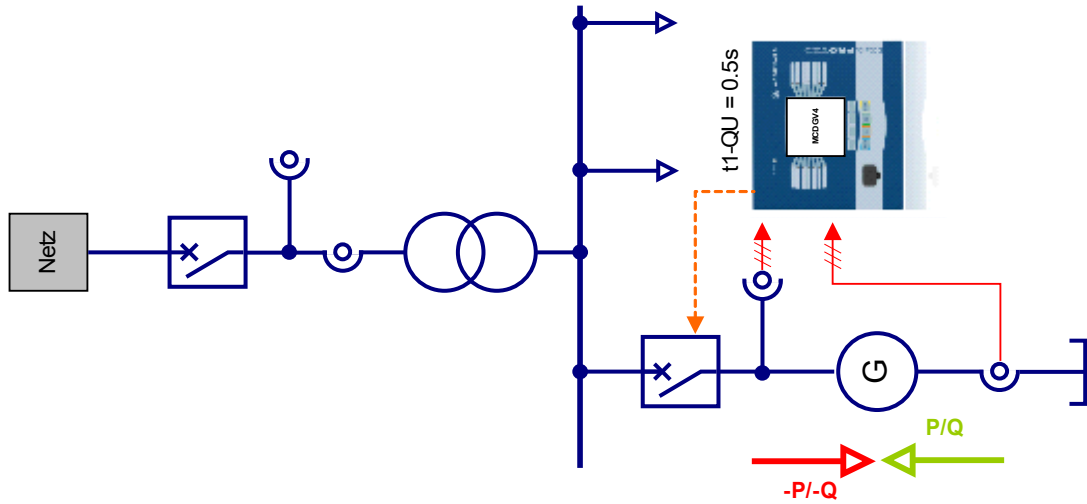 Netz
t1-QU = 0.5s
MCDGV4
G
P/Q
-P/-Q